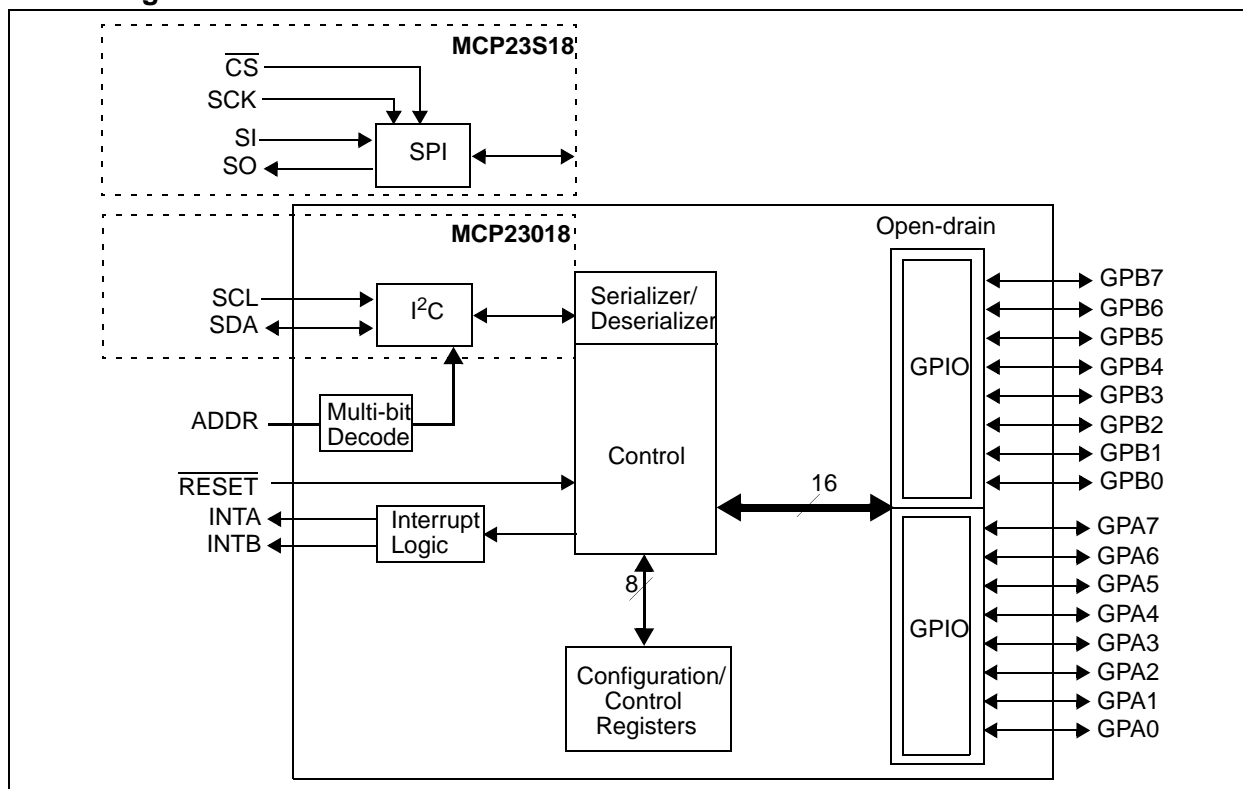 MCP23S18
CS
SCK
SI
SO
SPI
MCP23018
SCL
SDA
I²C
Serializer/
Deserializer
Open-drain
GPIO
GPB7
GPB6
GPB5
GPB4
GPB3
GPB2
GPB1
GPB0
ADDR
Multi-bit
Decode
Control
RESET
INTA
INTB
Interrupt
Logic
16
8
Configuration/
Control
Registers
GPIO
GPA7
GPA6
GPA5
GPA4
GPA3
GPA2
GPA1
GPA0